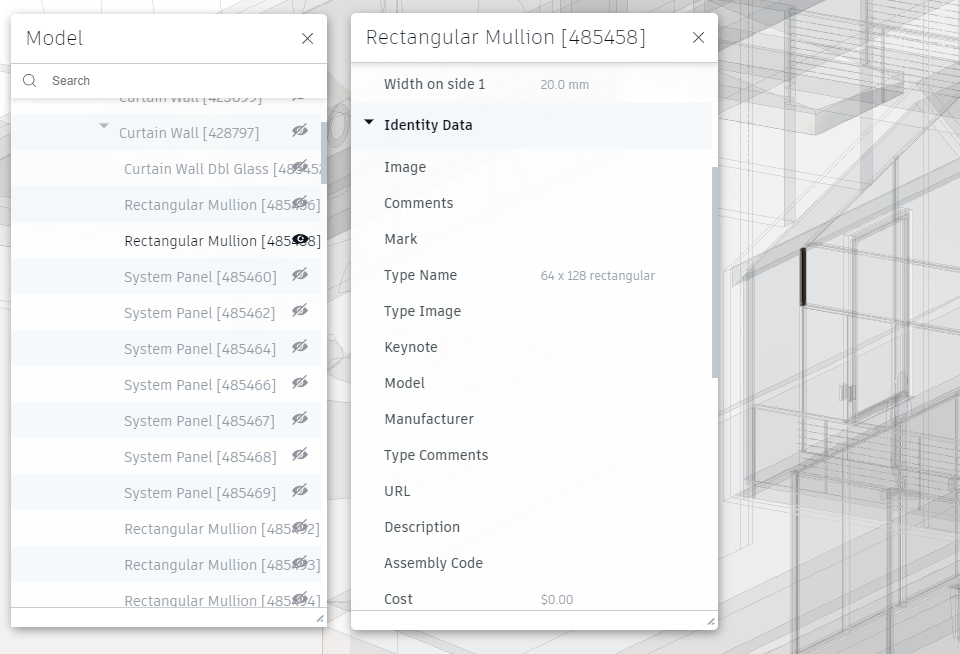 Model
Search
Curtain Wall [423699]
Curtain Wall [428797]
Curtain Wall Dbl Glass
Rectangular Mullion [485456]
Rectangular Mullion [485458]
System Panel [485460]
System Panel [485462]
System Panel [485464]
System Panel [485466]
System Panel [485467]
System Panel [485468]
System Panel [485469]
Rectangular Mullion [485492]
Rectangular Mullion [485493]
Rectangular Mullion [485494]
Rectangular Mullion [485458]
Width on side 1 20.0 mm
Identity Data
Image
Comments
Mark
Type Name 64 x 128 rectangular
Type Image
Keynote
Model
Manufacturer
Type Comments
URL
Description
Assembly Code
Cost $0.00